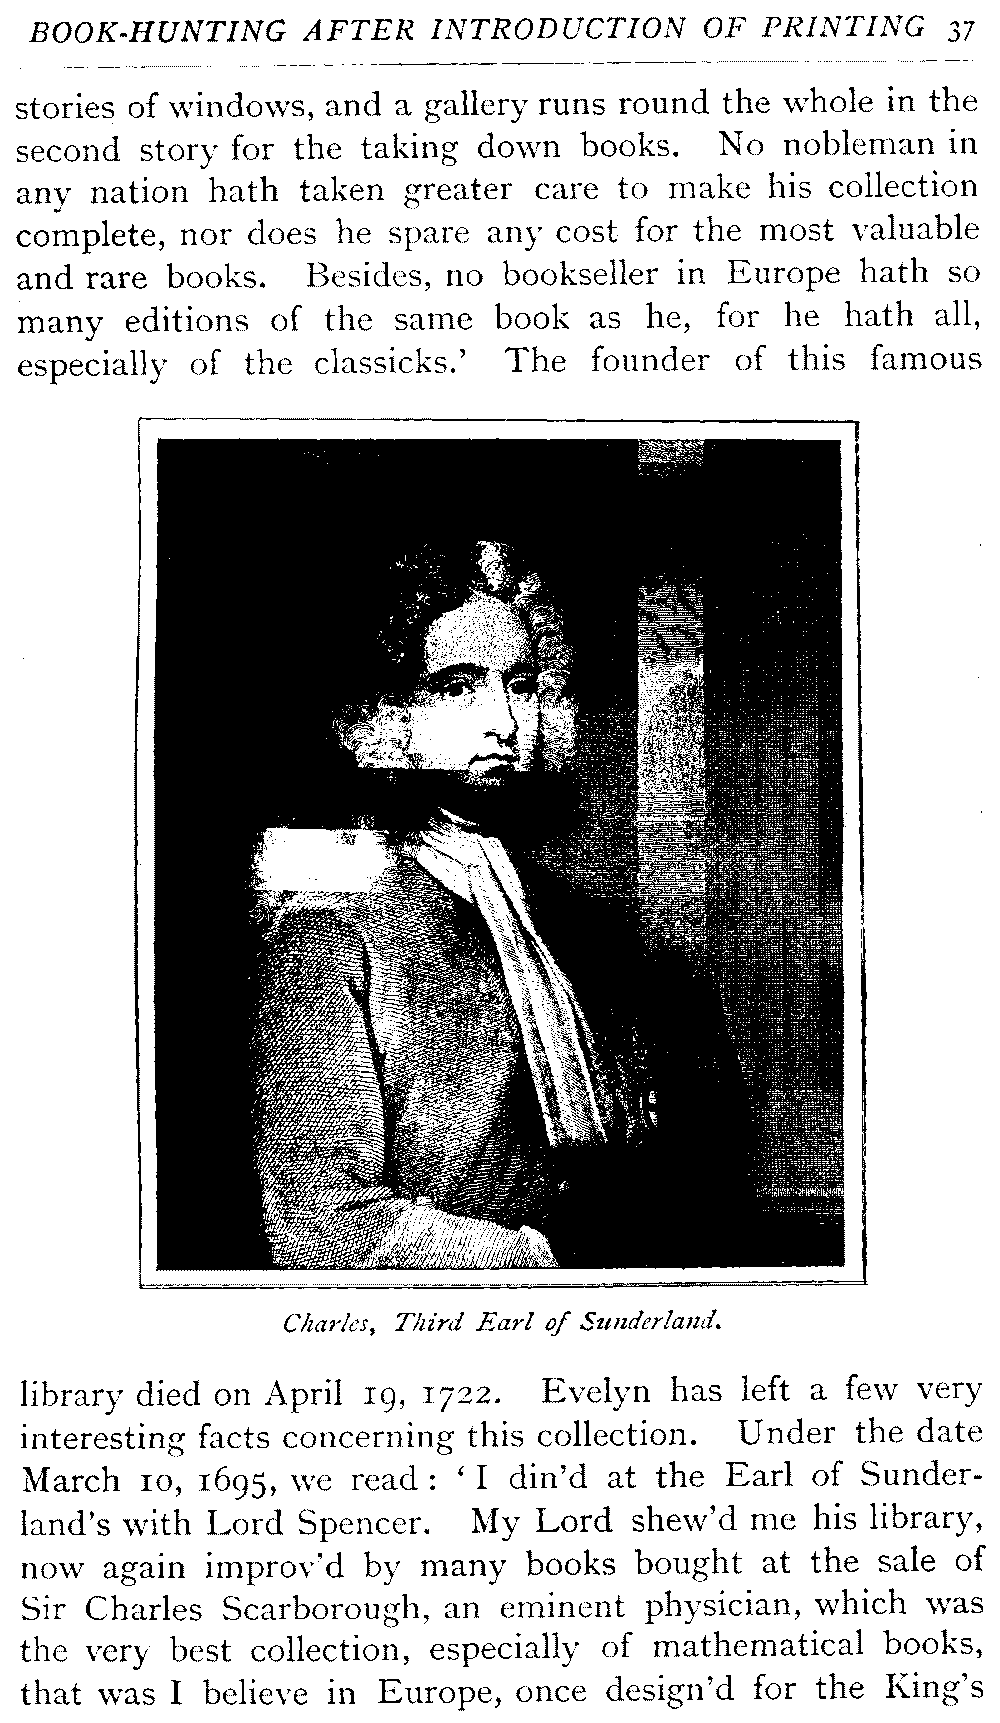 BOOK-HUNTING AFTER INTRODUCTION OF PRINTING 37
stories of windows, and a gallery runs round the whole in the
second story for the taking down books. No nobleman in
any nation hath taken greater care to make his collection
complete, nor does he spare any cost for the most valuable
and rare books. Besides, no bookseller in Europe hath so
many editions of the same book as he, for he hath all,
especially of the classicks.’ The founder of this famous
Charles, Third Earl of Sunderland.
library died on April 19, 1722. Evelyn has left a few very
interesting facts concerning this collection. Under the date
March 10, 1695, we read: ‘I din’d at the Earl of Sunder-
land's with Lord Spencer. My Lord shew’d me his library,
now again improv’d by many books bought at the sale of
Sir Charles Scarborough, an eminent physician, which was
the very best collection, especially of mathematical books,
that was I believe in Europe, once design’d for the King's